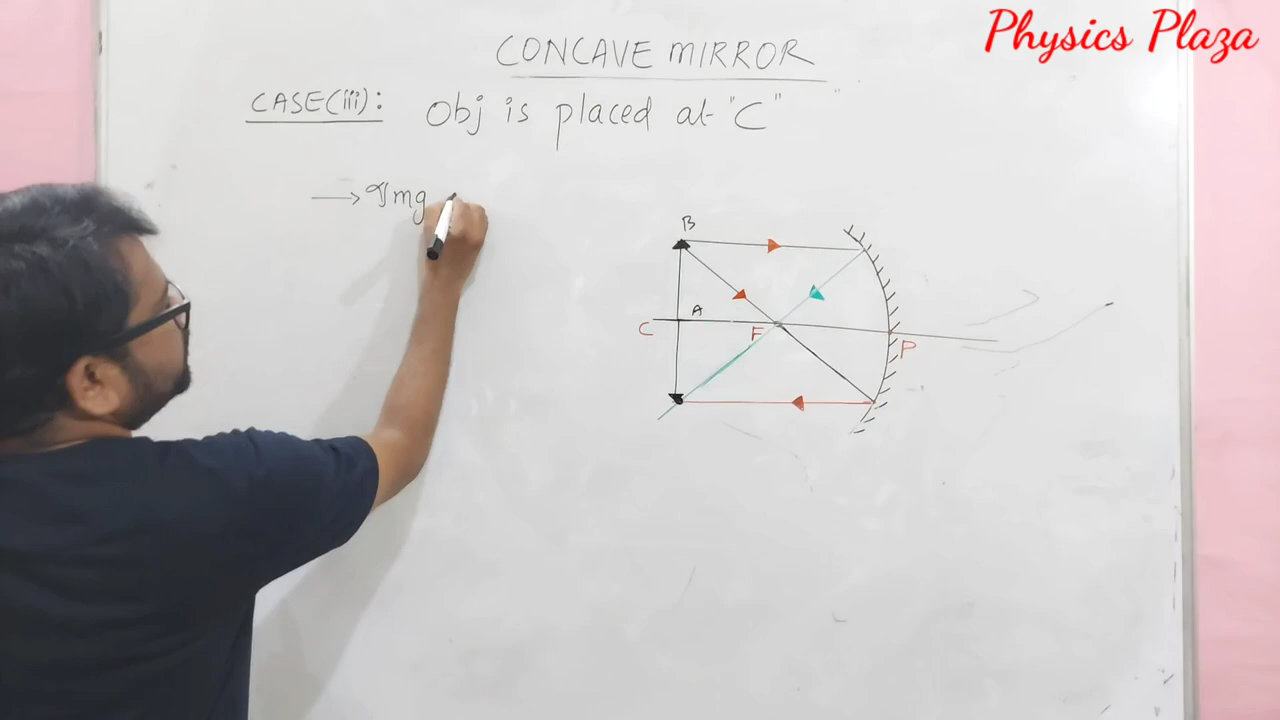 Physics Plaza
CONCAVE MIRROR
CASE(iii): Obj is placed at "C"
→ Img
B
A
C
F
P